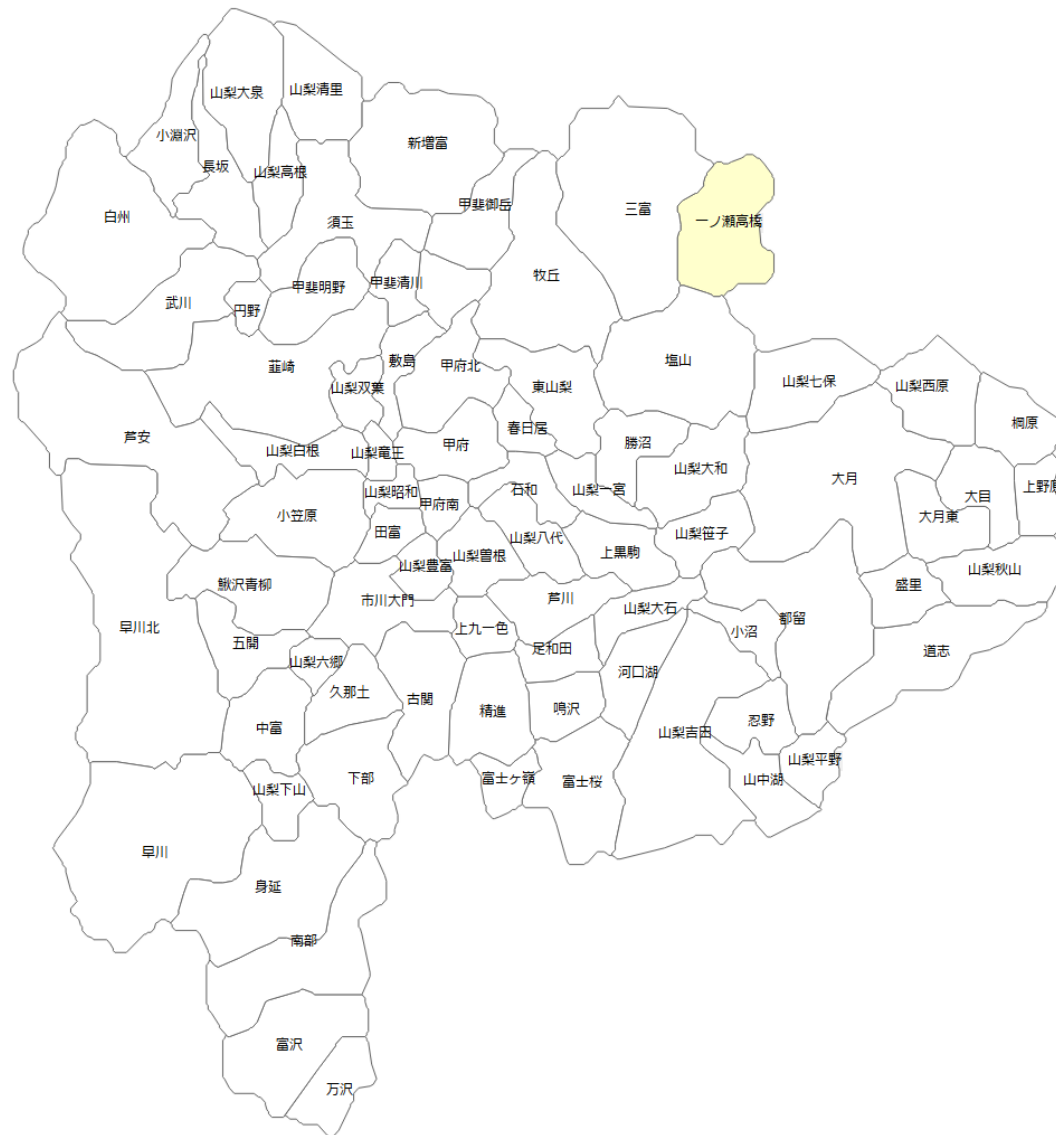 山梨大泉
山梨清里
小淵沢
新増富
長坂
山梨高根
白州
須玉
甲斐御岳
三富
一ノ瀬高橋
牧丘
甲斐明野
甲斐清川
武川
円野
韮崎
敷島
甲府北
塩山
山梨双葉
東山梨
山梨七保
山梨西原
桐原
芦安
山梨白根
山梨竜王
甲府
春日居
勝沼
山梨大和
大月
山梨昭和
石和
山梨一宮
大目
上野原
小笠原
甲府南
田富
大月東
山梨八代
山梨笹子
山梨曽根
上黒駒
山梨豊富
山梨秋山
鰍沢青柳
市川大門
芦川
山梨大石
盛里
早川北
五開
上九一色
小沼
都留
足和田
道志
山梨六郷
河口湖
久那土
古関
精進
鳴沢
中富
忍野
山梨吉田
山梨平野
山梨下山
下部
富士ヶ嶺
富士桜
山中湖
早川
身延
南部
富沢
万沢